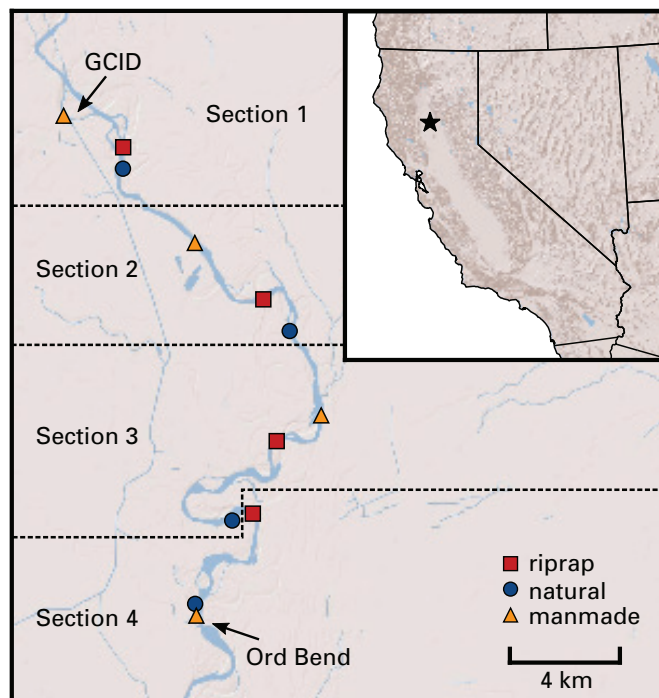 GCID
Section 1
Section 2
Section 3
Section 4
riprap
natural
manmade
Ord Bend
4 km